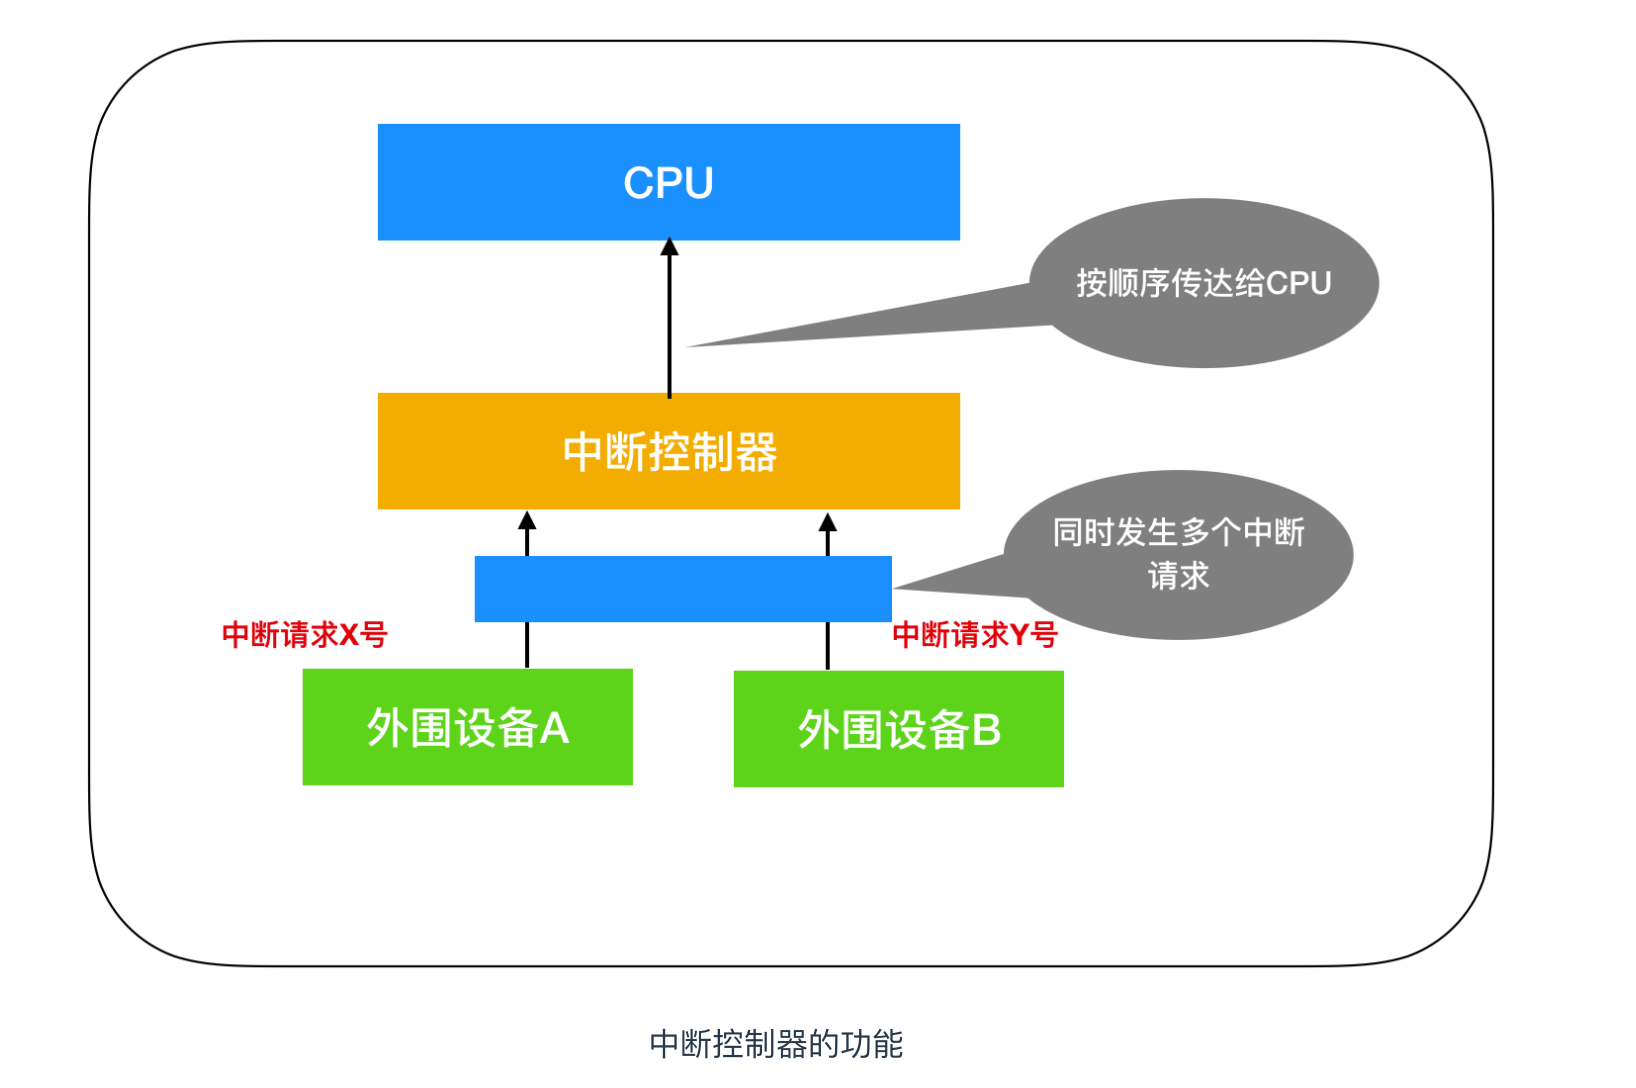 CPU
按顺序传达给CPU
中断控制器
同时发生多个中断
请求
中断请求X号
中断请求Y号
外围设备A
外围设备B
中断控制器的功能